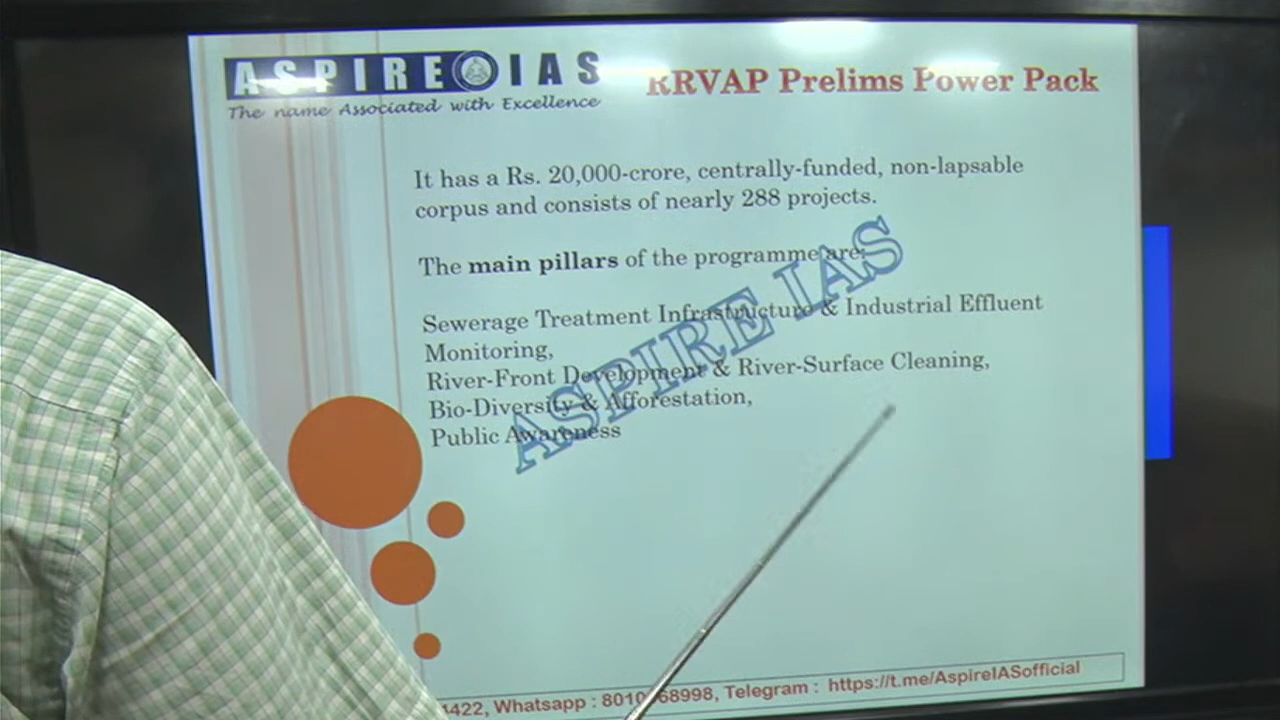 ASPIRE IAS
The name Associated with Excellence
RRVAP Prelims Power Pack
It has a Rs. 20,000-crore, centrally-funded, non-lapsable
corpus and consists of nearly 288 projects.
The main pillars of the programme are:
Sewerage Treatment Infrastructure & Industrial Effluent
Monitoring,
River-Front Development & River-Surface Cleaning,
Bio-Diversity & Afforestation,
Public Awareness
ASPIRE IAS
4422, Whatsapp : 8010 68998, Telegram : https://t.me/AspireIASofficial